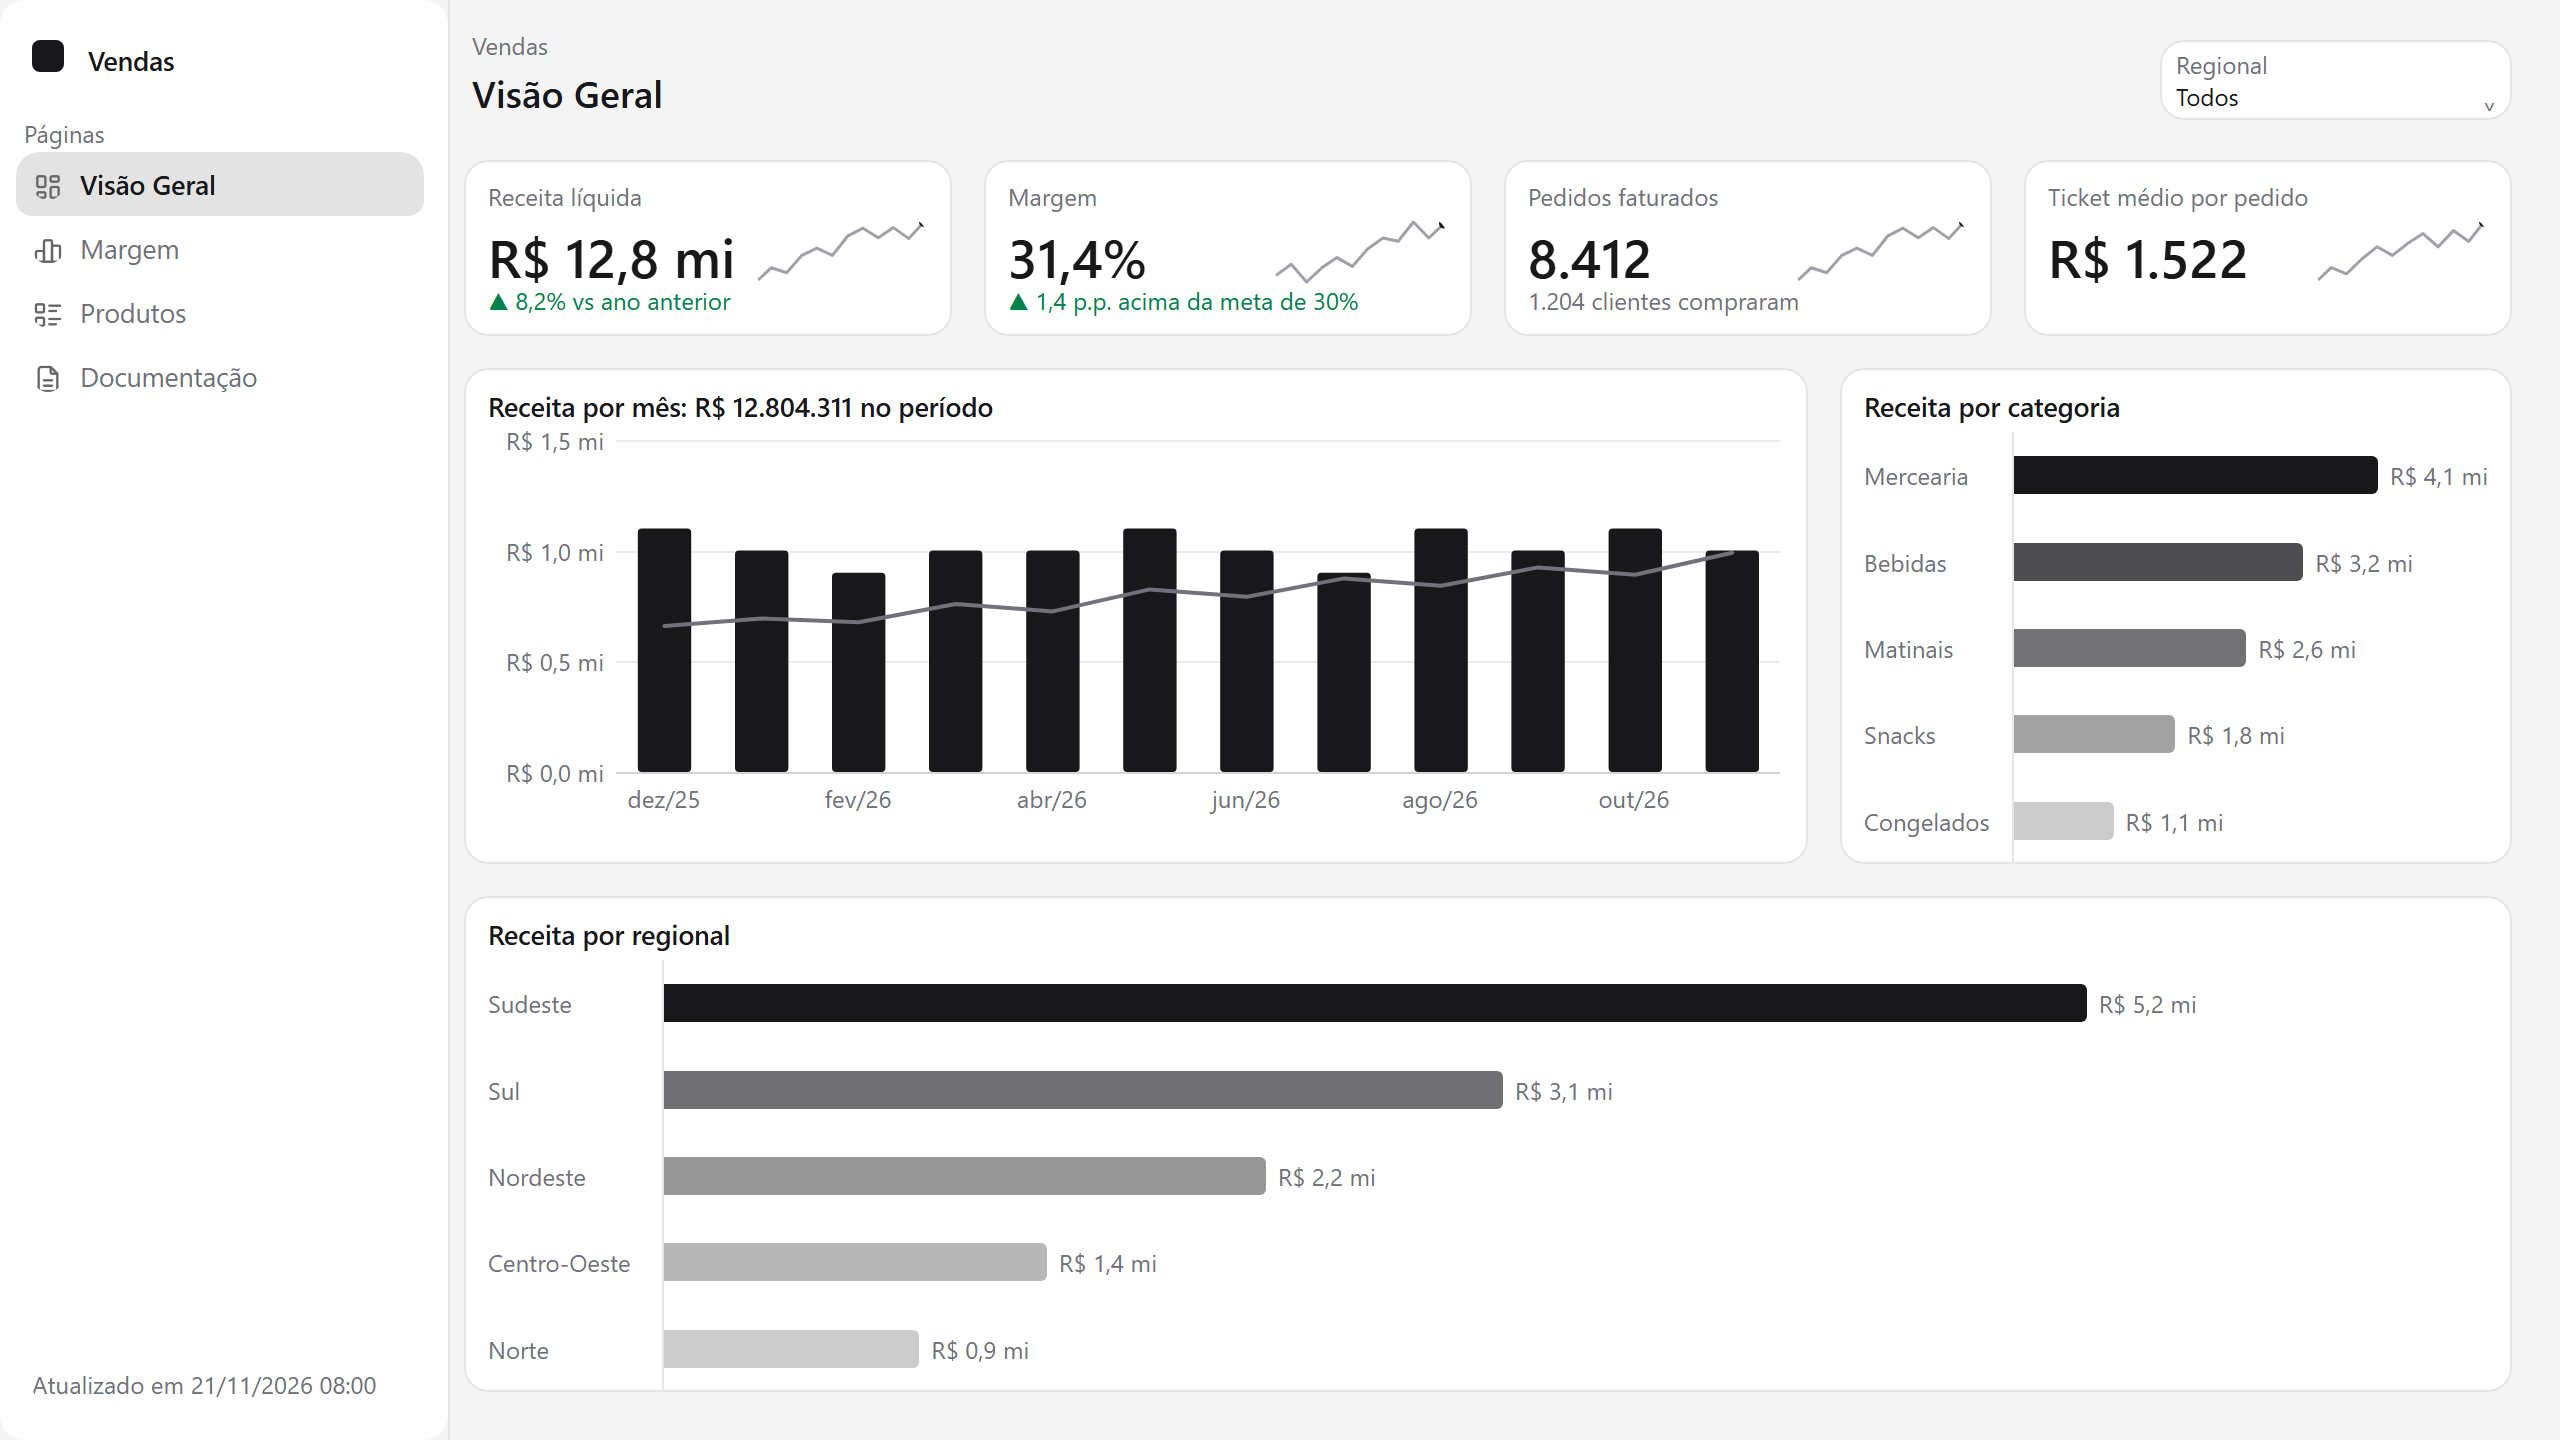 Vendas
Páginas
Visão Geral
Margem
Produtos
Documentação
Atualizado em 21/11/2026 08:00
Vendas
Visão Geral
Regional
Todos
Receita líquida
R$ 12,8 mi
▲ 8,2% vs ano anterior
Margem
31,4%
▲ 1,4 p.p. acima da meta de 30%
Pedidos faturados
8.412
1.204 clientes compraram
Ticket médio por pedido
R$ 1.522
Receita por mês: R$ 12.804.311 no período
R$ 1,5 mi
R$ 1,0 mi
R$ 0,5 mi
R$ 0,0 mi
dez/25 fev/26 abr/26 jun/26 ago/26 out/26
Receita por categoria
Mercearia R$ 4,1 mi
Bebidas R$ 3,2 mi
Matinais R$ 2,6 mi
Snacks R$ 1,8 mi
Congelados R$ 1,1 mi
Receita por regional
Sudeste R$ 5,2 mi
Sul R$ 3,1 mi
Nordeste R$ 2,2 mi
Centro-Oeste R$ 1,4 mi
Norte R$ 0,9 mi